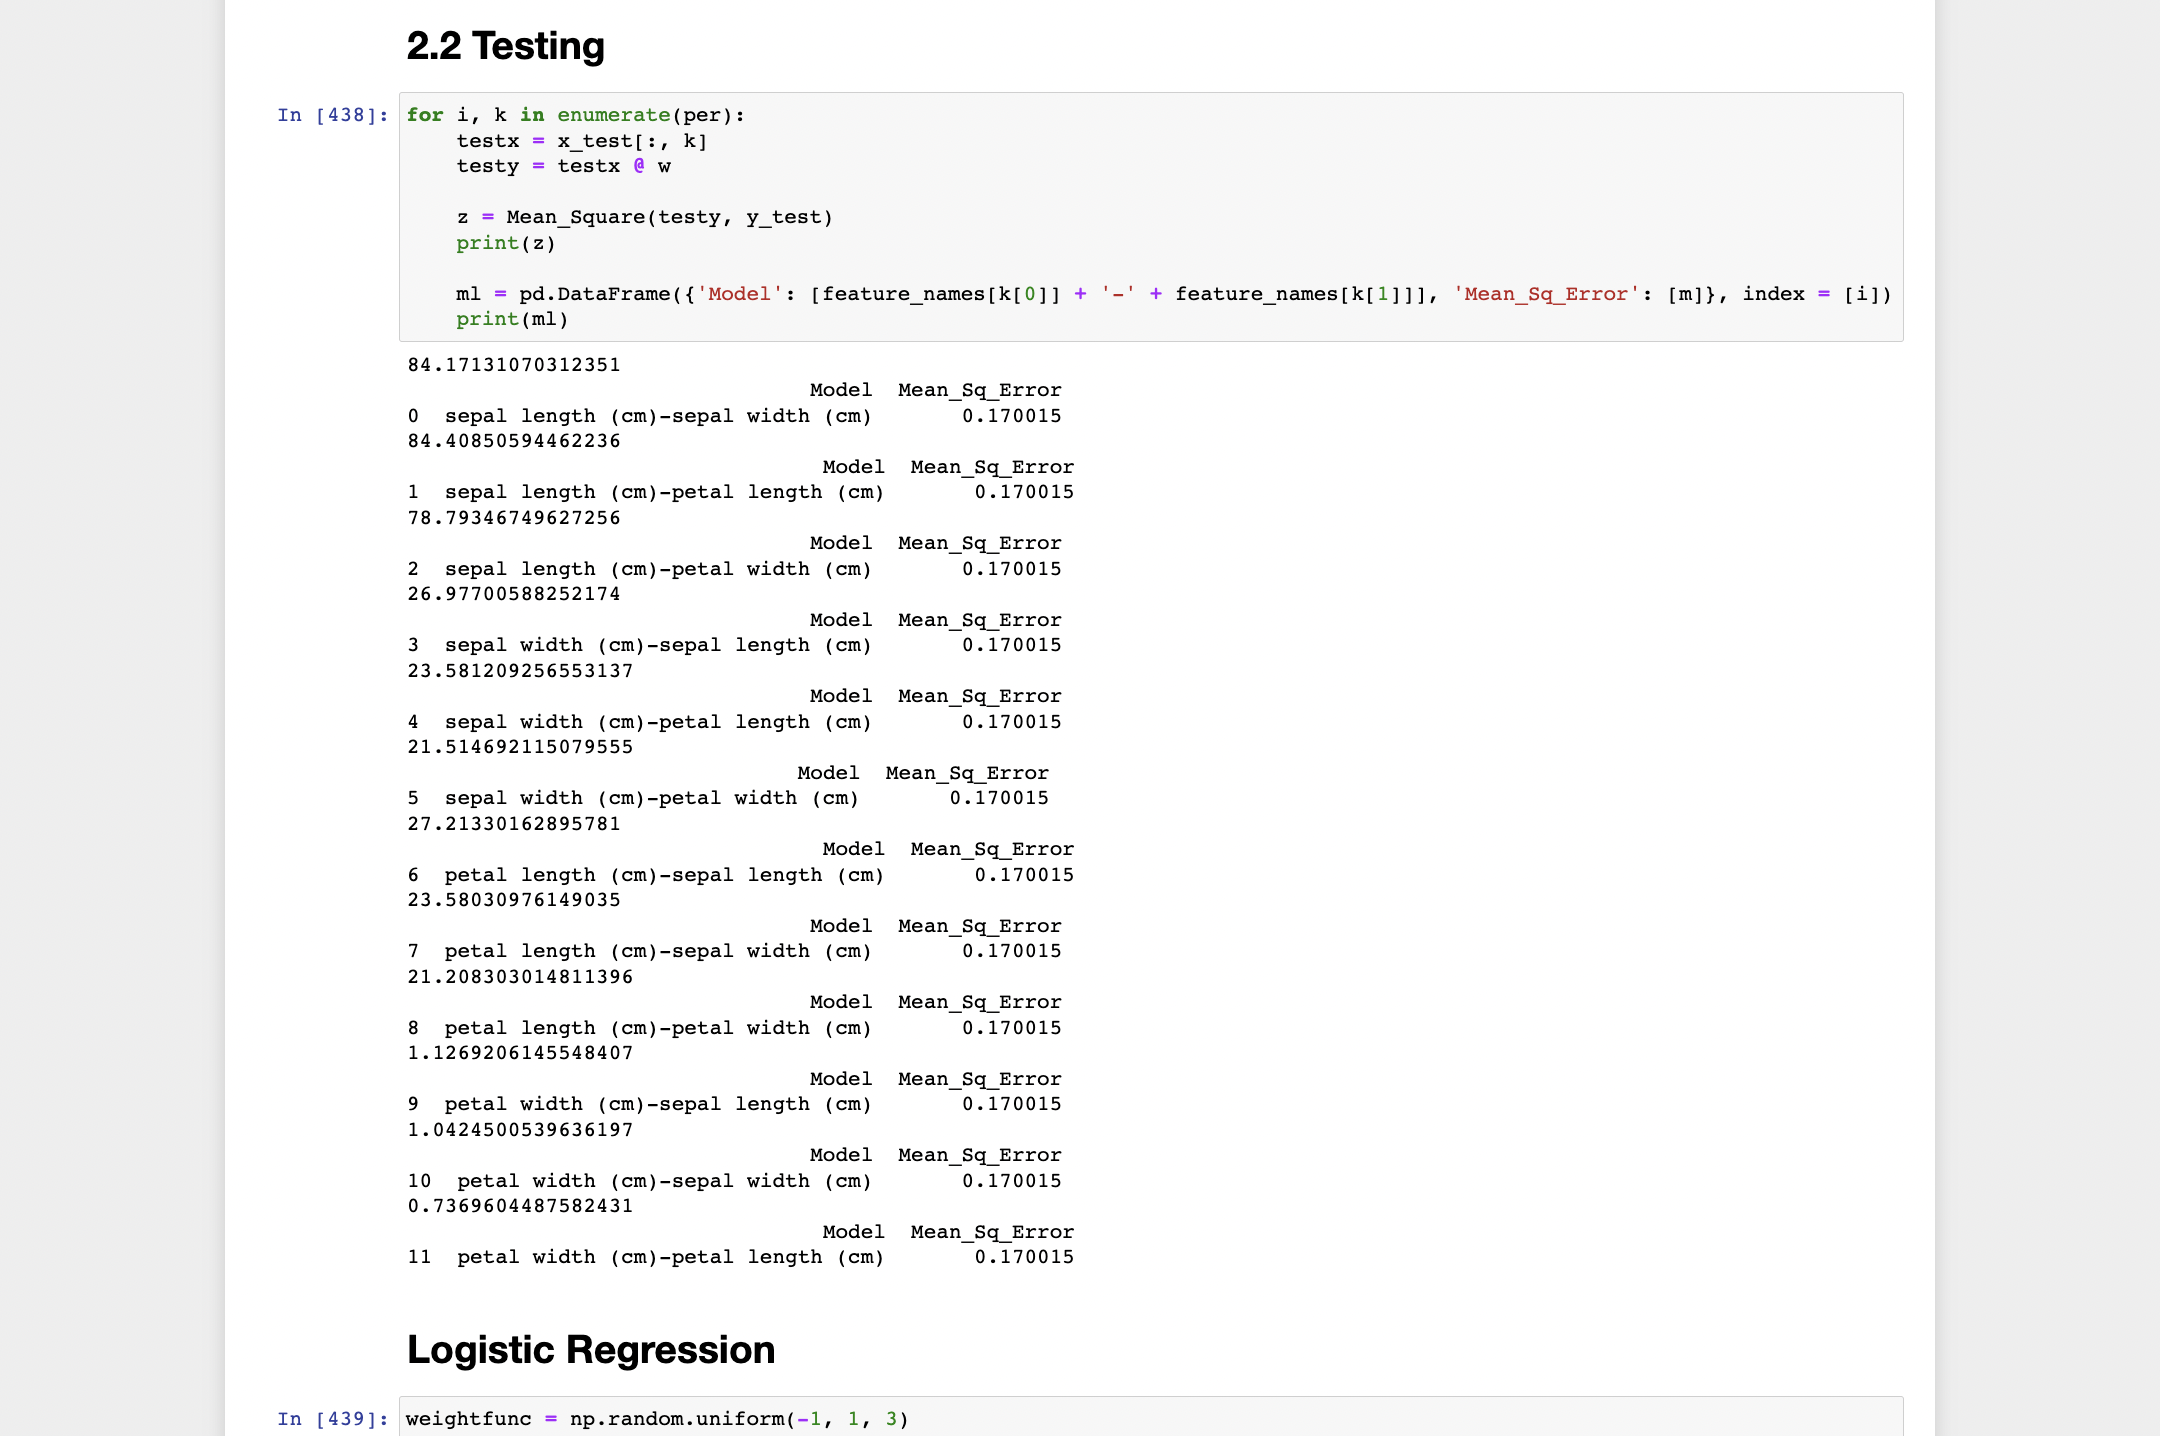 2.2 Testing
In [438]:
for i, k in enumerate(per):
    testx = x_test[:, k]
    testy = testx @ w

    z = Mean_Square(testy, y_test)
    print(z)

    ml = pd.DataFrame({'Model': [feature_names[k[0]] + '-' + feature_names[k[1]]], 'Mean_Sq_Error': [m]}, index = [i])
    print(ml)
84.17131070312351
Model  Mean_Sq_Error
0  sepal length (cm)-sepal width (cm)  0.170015
84.40850594462236
Model  Mean_Sq_Error
1  sepal length (cm)-petal length (cm)  0.170015
78.79346749627256
Model  Mean_Sq_Error
2  sepal length (cm)-petal width (cm)  0.170015
26.97700588252174
Model  Mean_Sq_Error
3  sepal width (cm)-sepal length (cm)  0.170015
23.581209256553137
Model  Mean_Sq_Error
4  sepal width (cm)-petal length (cm)  0.170015
21.514692115079555
Model  Mean_Sq_Error
5  sepal width (cm)-petal width (cm)  0.170015
27.21330162895781
Model  Mean_Sq_Error
6  petal length (cm)-sepal length (cm)  0.170015
23.58030976149035
Model  Mean_Sq_Error
7  petal length (cm)-sepal width (cm)  0.170015
21.208303014811396
Model  Mean_Sq_Error
8  petal length (cm)-petal width (cm)  0.170015
1.1269206145548407
Model  Mean_Sq_Error
9  petal width (cm)-sepal length (cm)  0.170015
1.0424500539636197
Model  Mean_Sq_Error
10  petal width (cm)-sepal width (cm)  0.170015
0.7369604487582431
Model  Mean_Sq_Error
11  petal width (cm)-petal length (cm)  0.170015
Logistic Regression
In [439]:
weightfunc = np.random.uniform(-1, 1, 3)